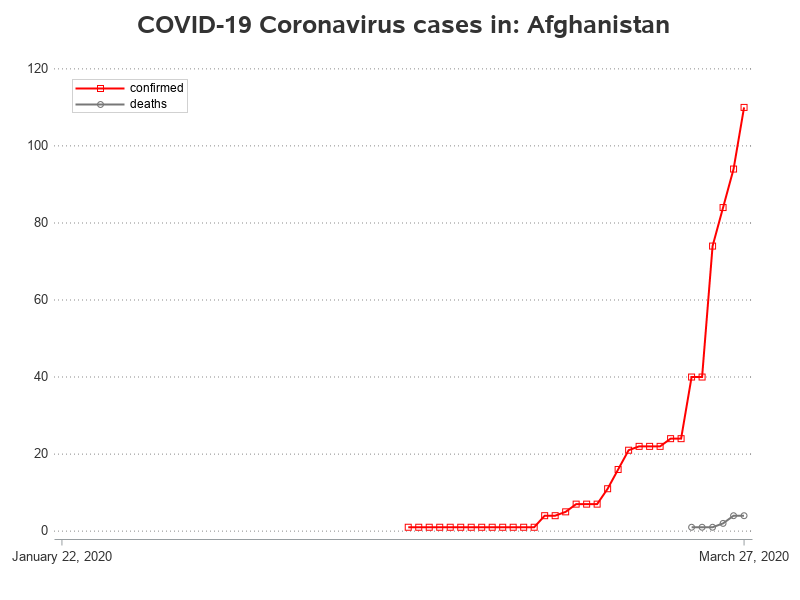 COVID-19 Coronavirus cases in: Afghanistan
120
confirmed
deaths
100
80
60
40
20
0
January 22, 2020
March 27, 2020